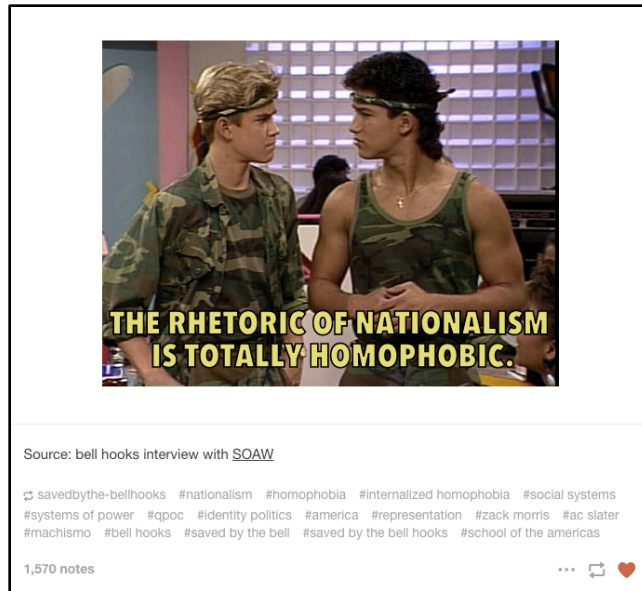 THE RHETORIC OF NATIONALISM
IS TOTALLY HOMOPHOBIC.
Source: bell hooks interview with SOAW
savedbythe-bellhooks #nationalism #homophobia #internalized homophobia #social systems
#systems of power #qpoc #identity politics #america #representation #zack morris #ac slater
#machismo #bell hooks #saved by the bell #saved by the bell hooks #school of the americas
1,570 notes